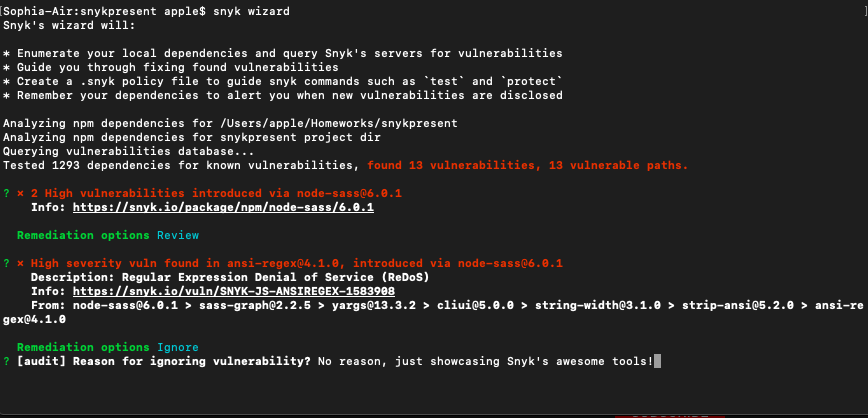 [Sophia-Air:snykpresent apple$ snyk wizard ]
Snyk's wizard will:
* Enumerate your local dependencies and query Snyk's servers for vulnerabilities
* Guide you through fixing found vulnerabilities
* Create a .snyk policy file to guide snyk commands such as `test` and `protect`
* Remember your dependencies to alert you when new vulnerabilities are disclosed
Analyzing npm dependencies for /Users/apple/Homeworks/snykpresent
Analyzing npm dependencies for snykpresent project dir
Querying vulnerabilities database...
Tested 1293 dependencies for known vulnerabilities, found 13 vulnerabilities, 13 vulnerable paths.
? × 2 High vulnerabilities introduced via node-sass@6.0.1
Info: https://snyk.io/package/npm/node-sass/6.0.1
Remediation options Review
? × High severity vuln found in ansi-regex@4.1.0, introduced via node-sass@6.0.1
Description: Regular Expression Denial of Service (ReDoS)
Info: https://snyk.io/vuln/SNYK-JS-ANSIREGEX-1583908
From: node-sass@6.0.1 > sass-graph@2.2.5 > yargs@13.3.2 > cliui@5.0.0 > string-width@3.1.0 > strip-ansi@5.2.0 > ansi-re
gex@4.1.0
Remediation options Ignore
? [audit] Reason for ignoring vulnerability? No reason, just showcasing Snyk's awesome tools!